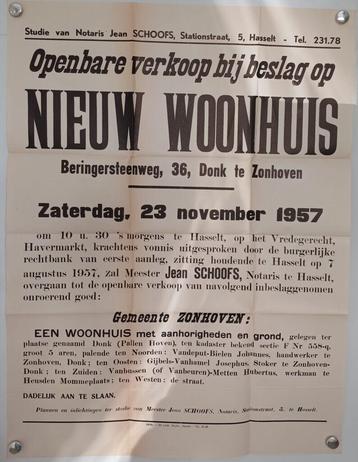 Studie van Notaris Jean SCHOOFS, Stationstraat, 5, Hasselt - Tel. 231.78
Openbare verkoop bij beslag op
NIEUW WOONHUIS
Beringersteenweg, 36, Donk te Zonhoven
Zaterdag, 23 november 1957
om 10 u. 30 's morgens te Hasselt, op het Vredegerecht,
Havermarkt, krachtens vonnis uitgesproken door de burgerlijke
rechtbank van eerste aanleg, zitting houdende te Hasselt op 7
augustus 1957, zal Meester Jean SCHOOFS, Notaris te Hasselt,
overgaan tot de openbare verkoop van navolgend inbeslaggenomen
onroerend goed:
Gemeente ZONHOVEN:
EEN WOONHUIS met aanhorigheden en grond, gelegen ter
plaatse genaamd Donk (Pallen Hoven), ten kadaster bekend sectie F Nr 558-q,
groot 5 aren, palende ten Noorden: Vandeput-Bielen Johannes, handwerker te
Zonhoven, Donk; ten Oosten: Gijbels-Vanhamel Josephus, Stoker te Zonhoven-
Donk; ten Zuiden: Vanhussen (of Vanheuren)-Metten Hubertus, werkman te
Heusden Mommeplaats; ten Westen: de straat.
DADELIJK AAN TE SLAAN.
Plannen en inlichtingen ter studie van Meester Jean SCHOOFS, Notaris, Stationstraat, 5, te Hasselt.